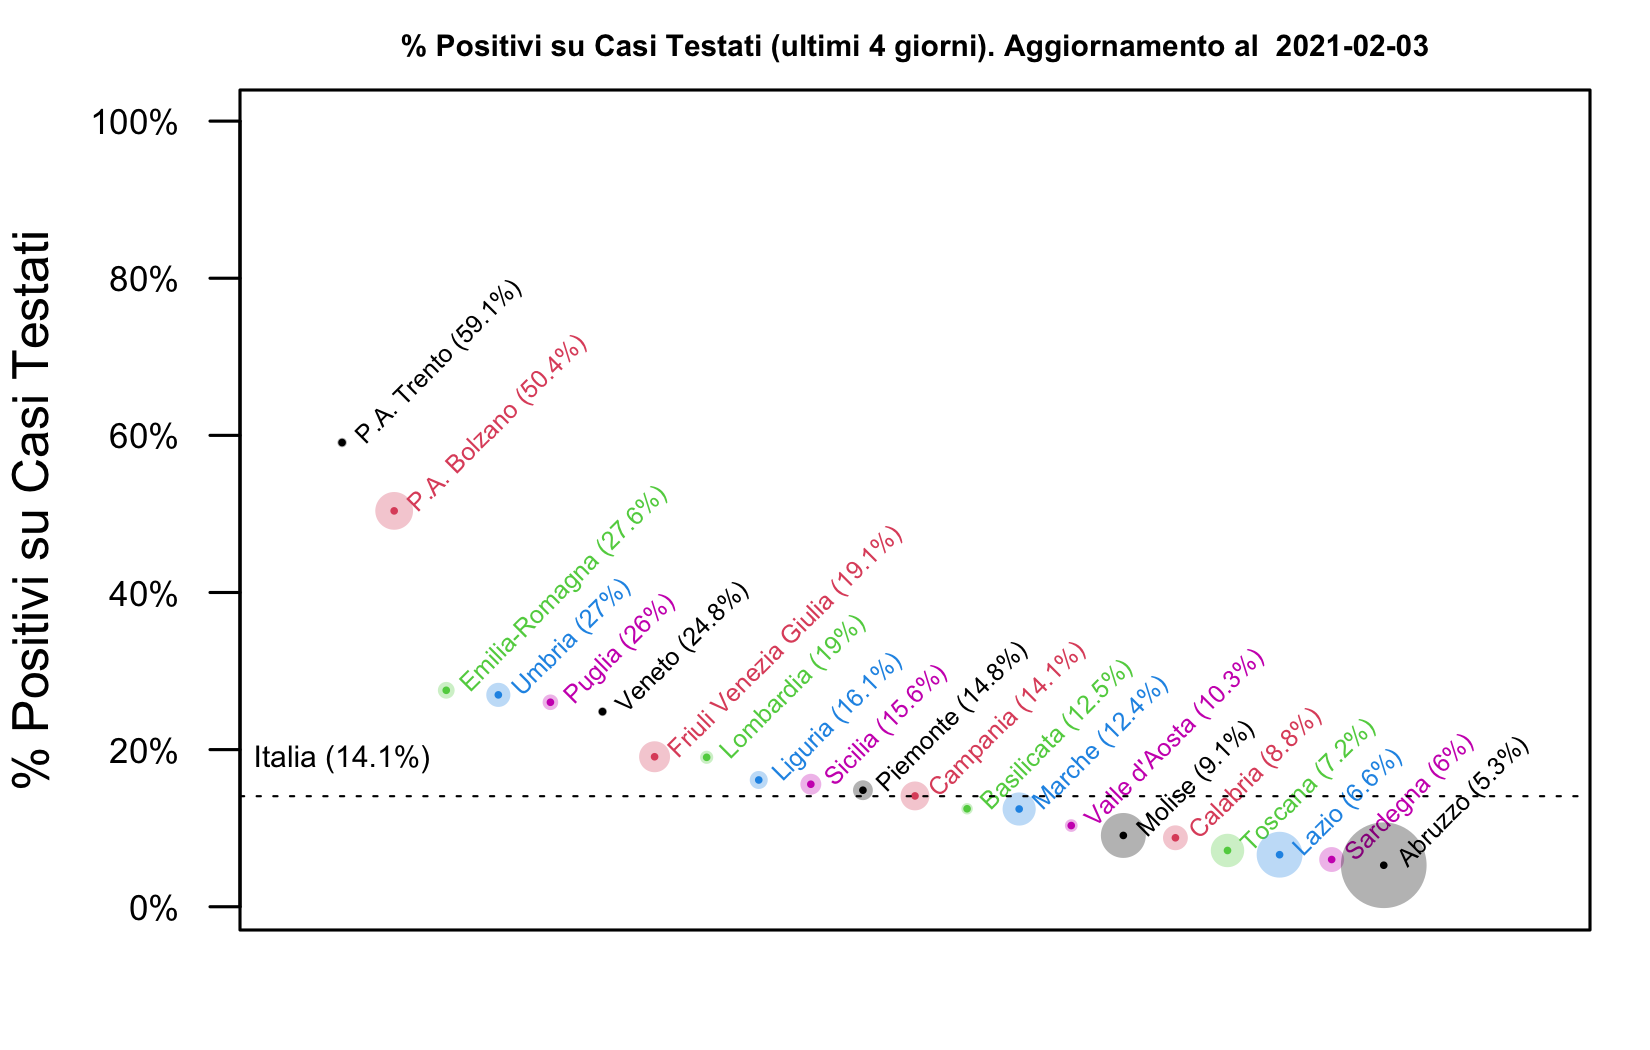 % Positivi su Casi Testati (ultimi 4 giorni). Aggiornamento al  2021-02-03
% Positivi su Casi Testati
100%
80%
60%
40%
20%
0%
P.A. Trento (59.1%)
P.A. Bolzano (50.4%)
Emilia-Romagna (27.6%)
Umbria (27%)
Puglia (26%)
Veneto (24.8%)
Friuli Venezia Giulia (19.1%)
Lombardia (19%)
Liguria (16.1%)
Sicilia (15.6%)
Piemonte (14.8%)
Campania (14.1%)
Basilicata (12.5%)
Marche (12.4%)
Valle d'Aosta (10.3%)
Molise (9.1%)
Calabria (8.8%)
Toscana (7.2%)
Lazio (6.6%)
Sardegna (6%)
Abruzzo (5.3%)
Italia (14.1%)